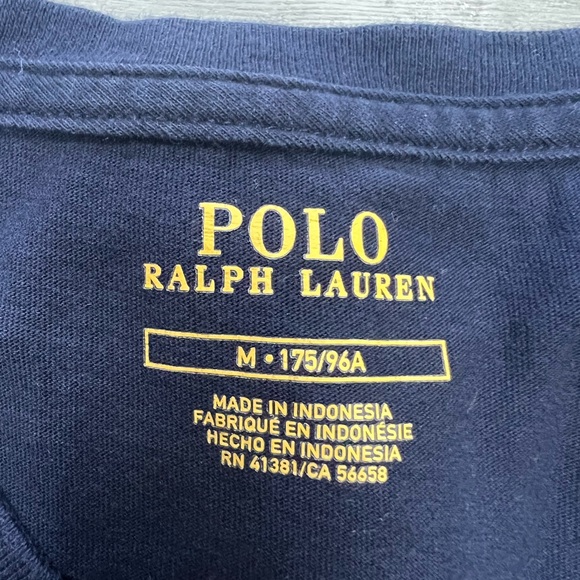 POLO
RALPH LAUREN
M • 175/96A
MADE IN INDONESIA
FABRIQUÉ EN INDONÉSIE
HECHO EN INDONESIA
RN 41381/CA 56658